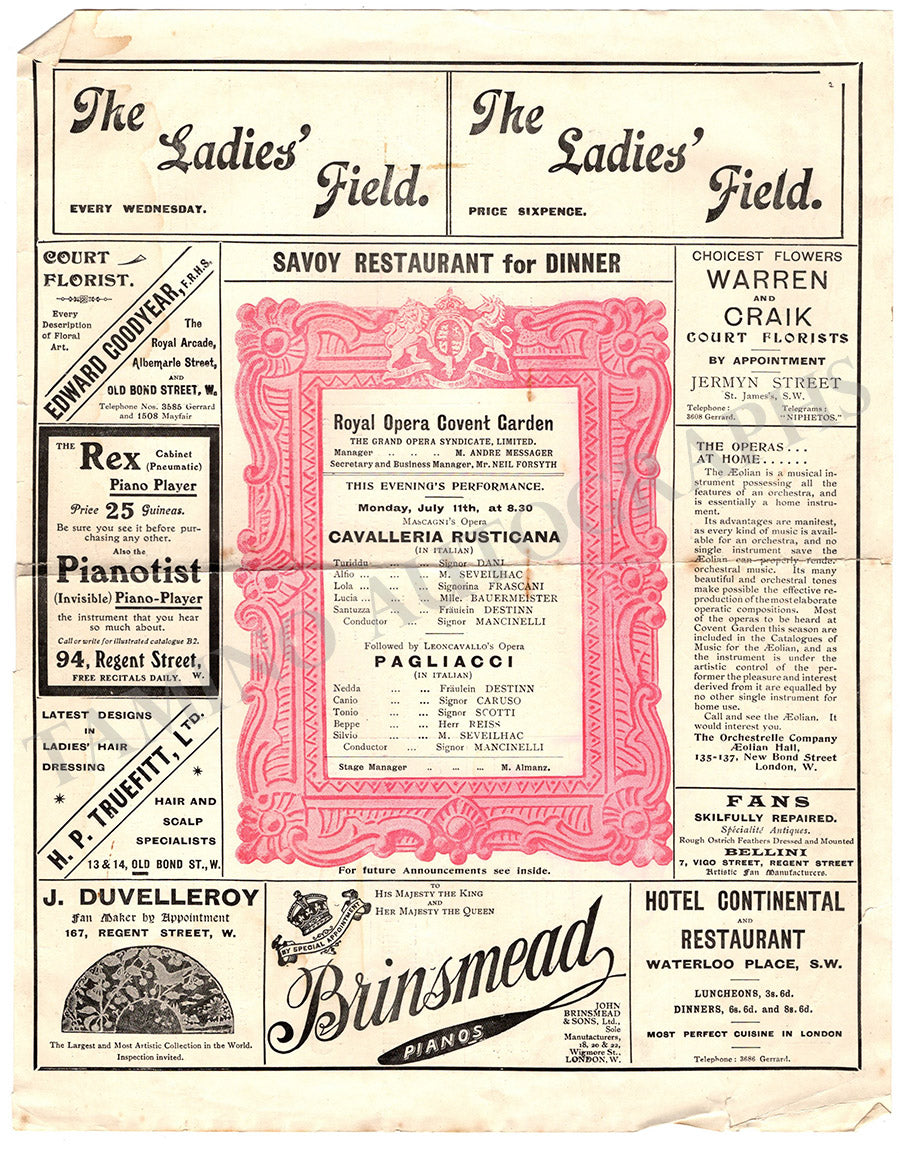 The
Ladies'
Field.
EVERY WEDNESDAY.
The
Ladies'
Field.
PRICE SIXPENCE.
COURT
FLORIST.
Every
Description
of Floral
Art.
EDWARD GOODYEAR, F.R.H.S.
The
Royal Arcade,
Albemarle Street,
AND
OLD BOND STREET, W.
Telephone Nos. 3585 Gerrard
and 1508 Mayfair
THE Rex Cabinet
(Pneumatic)
Piano Player
Price 25 Guineas.
Be sure you see it before pur-
chasing any other.
Also the
Pianotist
(Invisible) Piano-Player
the instrument that you hear
so much about.
Call or write for illustrated catalogue B2.
94, Regent Street,
FREE RECITALS DAILY. W.
LATEST DESIGNS
IN
LADIES' HAIR
DRESSING
H. P. TRUEFITT, LTD.
HAIR AND
SCALP
SPECIALISTS
13 & 14, OLD BOND ST., W.
SAVOY RESTAURANT for DINNER
Royal Opera Covent Garden
THE GRAND OPERA SYNDICATE, LIMITED.
Manager .. .. .. M. ANDRE MESSAGER
Secretary and Business Manager, Mr. NEIL FORSYTH
THIS EVENING'S PERFORMANCE.
Monday, July 11th, at 8.30
MASCAGNI'S Opera
CAVALLERIA RUSTICANA
(IN ITALIAN)
Turiddu ... ... Signor DANI
Alfio ... ... ... M. SEVEILHAC
Lola ... ... ... Signorina FRASCANI
Lucia ... ... ... Mlle. BAUERMEISTER
Santuzza ... ... Fräulein DESTINN
Conductor ... Signor MANCINELLI
Followed by LEONCAVALLO'S Opera
PAGLIACCI
(IN ITALIAN)
Nedda ... ... Fräulein DESTINN
Canio ... ... Signor CARUSO
Tonio ... ... Signor SCOTTI
Beppe ... ... Herr REISS
Silvio ... ... M. SEVEILHAC
Conductor ... Signor MANCINELLI
Stage Manager .. ... ... M. Almanz.
For future Announcements see inside.
CHOICEST FLOWERS
WARREN
AND
CRAIK
COURT FLORISTS
BY APPOINTMENT
JERMYN STREET
St. James's, S.W.
Telephone: Telegrams:
3608 Gerrard. "NIPHETOS."
THE OPERAS...
AT HOME......
The Æolian is a musical in-
strument possessing all the
features of an orchestra, and
is essentially a home instru-
ment.
Its advantages are manifest,
as every kind of music is avail-
able for an orchestra, and no
single instrument save the
Æolian can properly render
orchestral music. Its many
beautiful and orchestral tones
make possible the effective re-
production of the most elaborate
operatic compositions. Most
of the operas to be heard at
Covent Garden this season are
included in the Catalogues of
Music for the Æolian, and as
the instrument is under the
artistic control of the per-
former the pleasure and interest
derived from it are equalled by
no other single instrument for
home use.
Call and see the Æolian. It
would interest you.
The Orchestrelle Company
Æolian Hall,
135-137, New Bond Street
London, W.
FANS
SKILFULLY REPAIRED.
Spécialité Antiques.
Rough Ostrich Feathers Dressed and Mounted
BELLINI
7, VIGO STREET, REGENT STREET
Artistic Fan Manufacturers.
J. DUVELLEROY
Fan Maker by Appointment
167, REGENT STREET, W.
The Largest and Most Artistic Collection in the World.
Inspection invited.
TO
HIS MAJESTY THE KING
AND
HER MAJESTY THE QUEEN
BY SPECIAL APPOINTMENT
Brinsmead
PIANOS
JOHN
BRINSMEAD
& SONS, Ltd.,
Sole
Manufacturers,
18, 20 & 22,
Wigmore St.,
LONDON, W.
HOTEL CONTINENTAL
AND
RESTAURANT
WATERLOO PLACE, S.W.
LUNCHEONS, 3s. 6d.
DINNERS, 6s. 6d. and 8s. 6d.
MOST PERFECT CUISINE IN LONDON
Telephone: 3686 Gerrard.
TAMINO AUTOGRAPHS